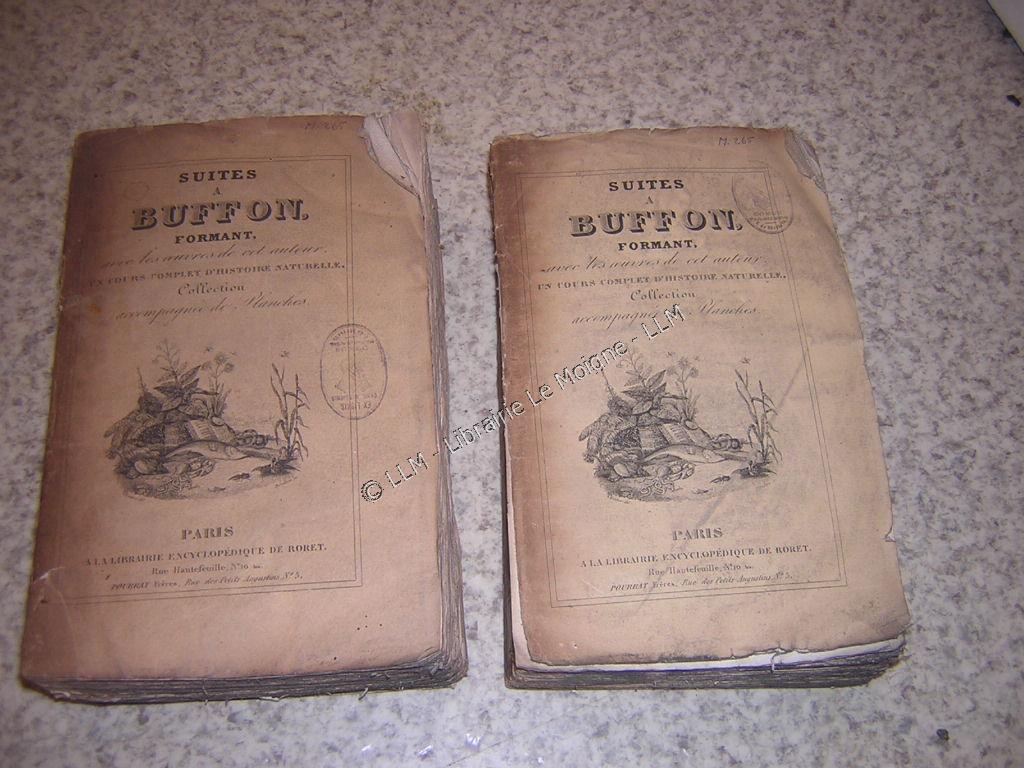 M. 265
SUITES
A
BUFFON,
FORMANT,
avec les œuvres de cet auteur,
UN COURS COMPLET D'HISTOIRE NATURELLE.
Collection
accompagnée de Planches.
PARIS
A LA LIBRAIRIE ENCYCLOPÉDIQUE DE RORET.
Rue Hautefeuille, N.º 10 bis.
POURRAT Frères, Rue des Petits Augustins, N.º 5.
M. 265
SUITES
A
BUFFON,
FORMANT,
avec les œuvres de cet auteur,
UN COURS COMPLET D'HISTOIRE NATURELLE.
Collection
accompagnée Planches.
PARIS
A LA LIBRAIRIE ENCYCLOPÉDIQUE DE RORET.
Rue Hautefeuille, N.º 10 bis.
POURRAT Frères, Rue des Petits Augustins, N.º 5.
© LLM - Librairie Le Moigne - LLM